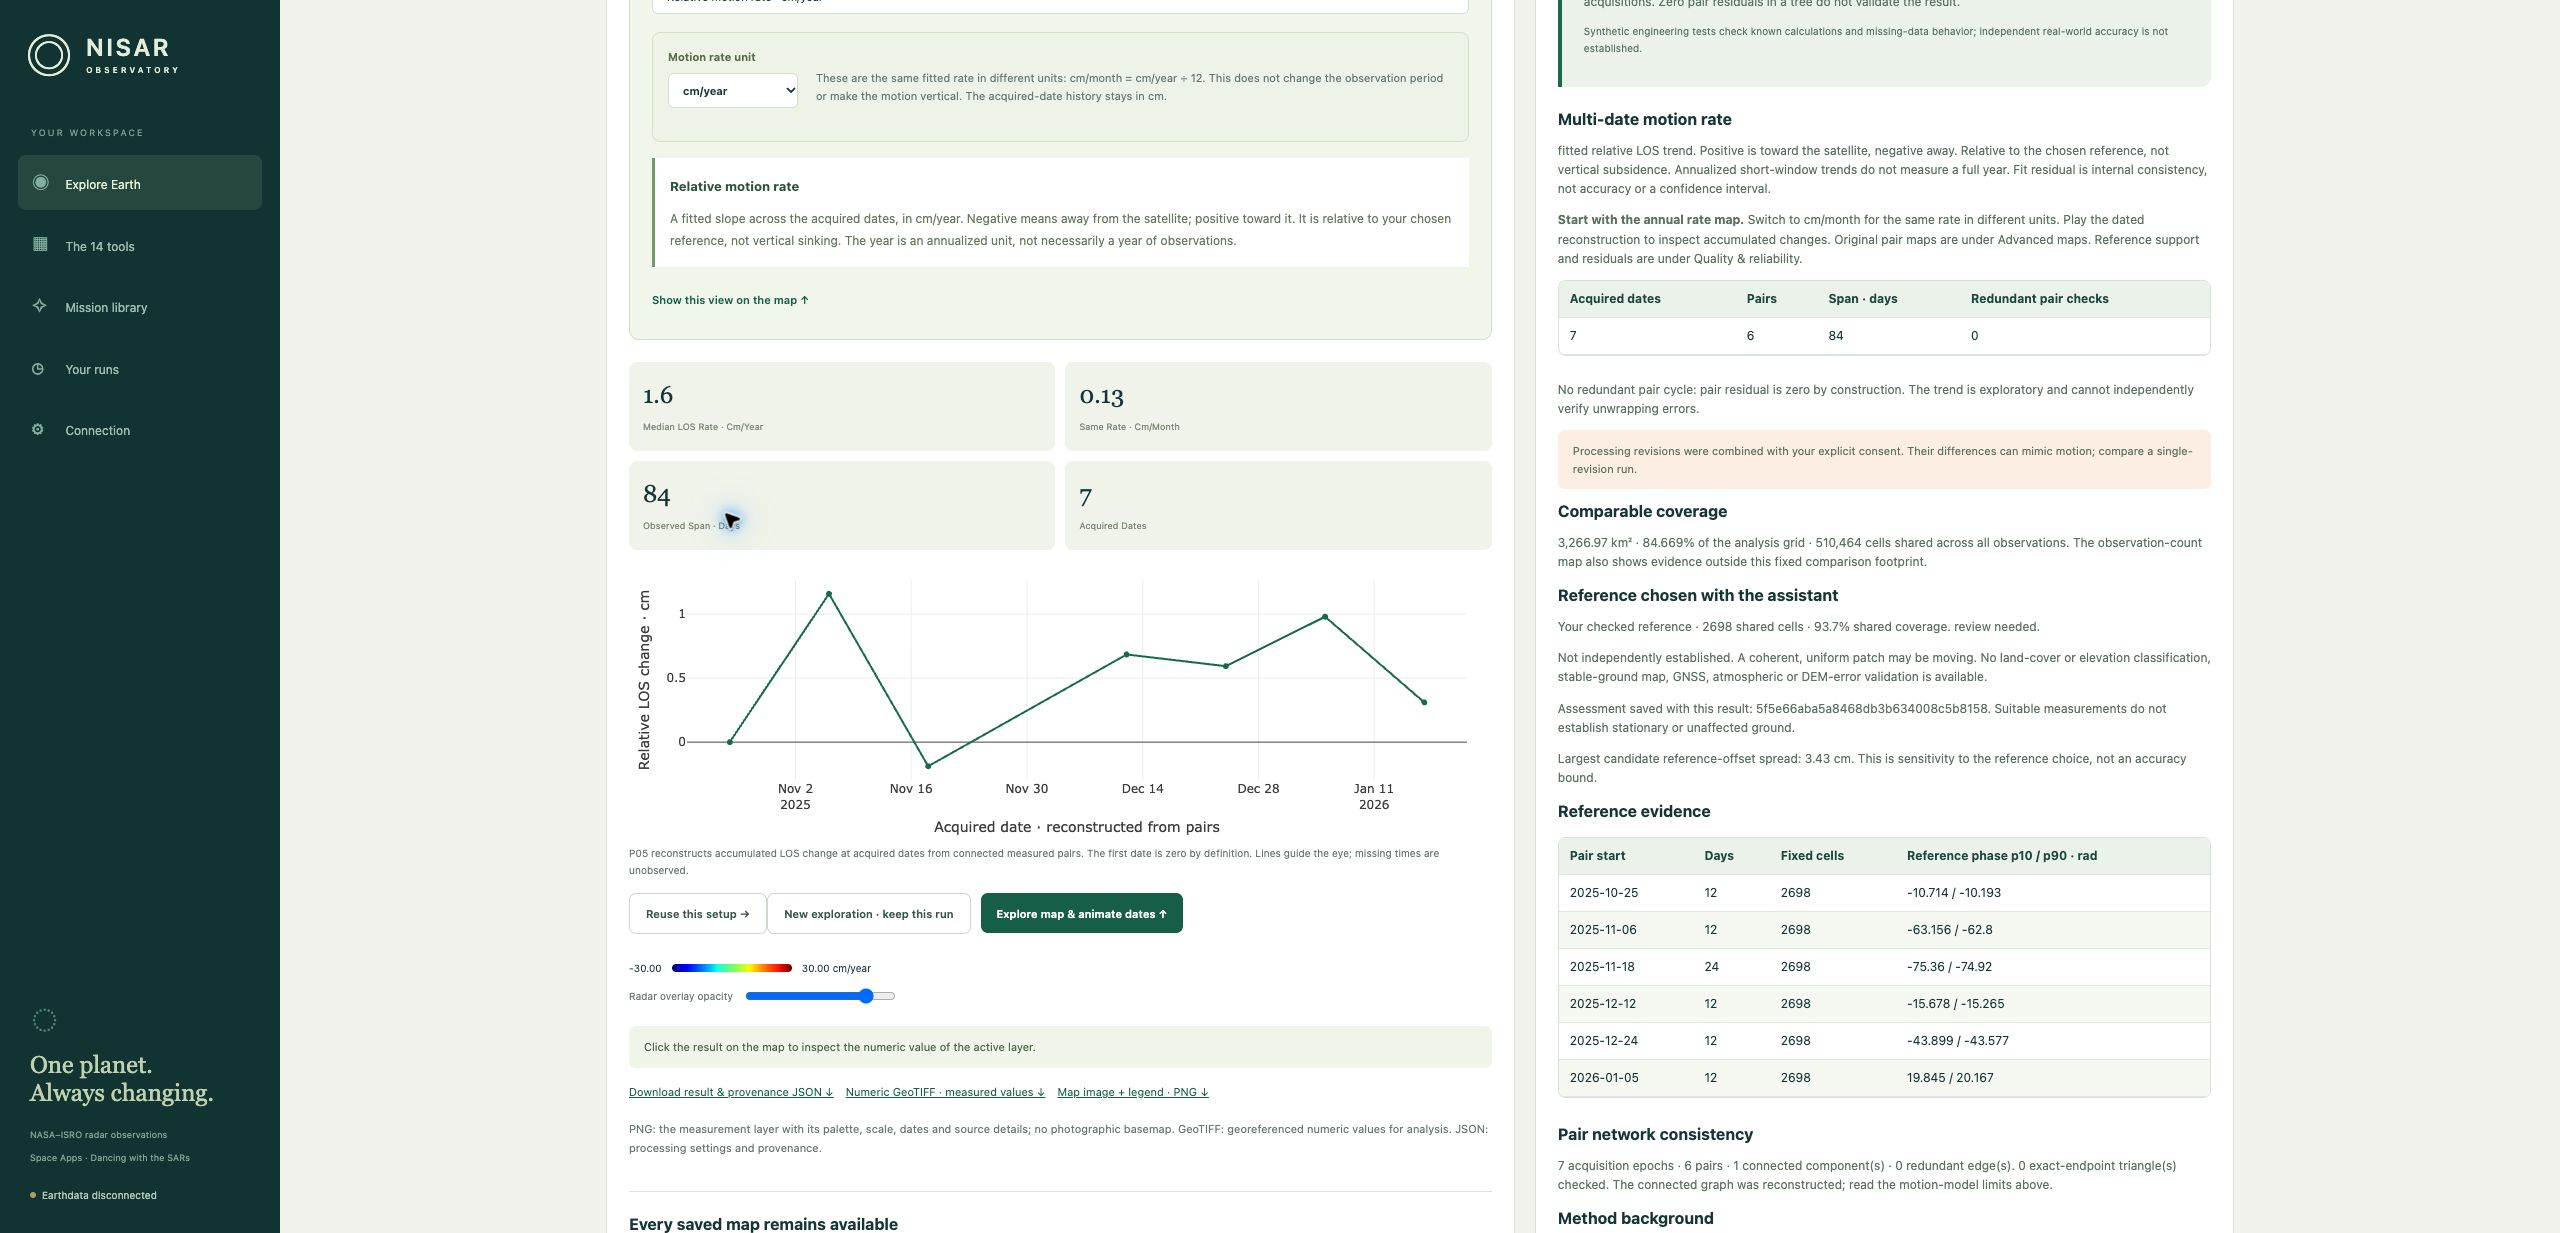 NISAR
OBSERVATORY
YOUR WORKSPACE
Explore Earth
The 14 tools
Mission library
Your runs
Connection
One planet.
Always changing.
NASA–ISRO radar observations
Space Apps · Dancing with the SARs
Earthdata disconnected
Motion rate unit
cm/year
These are the same fitted rate in different units: cm/month = cm/year ÷ 12. This does not change the observation period
or make the motion vertical. The acquired-date history stays in cm.
Relative motion rate
A fitted slope across the acquired dates, in cm/year. Negative means away from the satellite; positive toward it. It is relative to your chosen
reference, not vertical sinking. The year is an annualized unit, not necessarily a year of observations.
Show this view on the map ↑
1.6
Median LOS Rate · Cm/Year
0.13
Same Rate · Cm/Month
84
Observed Span · Days
7
Acquired Dates
Relative LOS change · cm
1
0.5
0
Nov 2
2025
Nov 16
Nov 30
Dec 14
Dec 28
Jan 11
2026
Acquired date · reconstructed from pairs
P05 reconstructs accumulated LOS change at acquired dates from connected measured pairs. The first date is zero by definition. Lines guide the eye; missing times are
unobserved.
Reuse this setup →
New exploration · keep this run
Explore map & animate dates ↑
-30.00
30.00 cm/year
Radar overlay opacity
Click the result on the map to inspect the numeric value of the active layer.
Download result & provenance JSON ↓
Numeric GeoTIFF · measured values ↓
Map image + legend · PNG ↓
PNG: the measurement layer with its palette, scale, dates and source details; no photographic basemap. GeoTIFF: georeferenced numeric values for analysis. JSON:
processing settings and provenance.
Every saved map remains available
acquisitions. Zero pair residuals in a tree do not validate the result.
Synthetic engineering tests check known calculations and missing-data behavior; independent real-world accuracy is not
established.
Multi-date motion rate
fitted relative LOS trend. Positive is toward the satellite, negative away. Relative to the chosen reference, not
vertical subsidence. Annualized short-window trends do not measure a full year. Fit residual is internal consistency,
not accuracy or a confidence interval.
Start with the annual rate map. Switch to cm/month for the same rate in different units. Play the dated
reconstruction to inspect accumulated changes. Original pair maps are under Advanced maps. Reference support
and residuals are under Quality & reliability.
Acquired dates Pairs Span · days Redundant pair checks
7 6 84 0
No redundant pair cycle: pair residual is zero by construction. The trend is exploratory and cannot independently
verify unwrapping errors.
Processing revisions were combined with your explicit consent. Their differences can mimic motion; compare a single-
revision run.
Comparable coverage
3,266.97 km² · 84.669% of the analysis grid · 510,464 cells shared across all observations. The observation-count
map also shows evidence outside this fixed comparison footprint.
Reference chosen with the assistant
Your checked reference · 2698 shared cells · 93.7% shared coverage. review needed.
Not independently established. A coherent, uniform patch may be moving. No land-cover or elevation classification,
stable-ground map, GNSS, atmospheric or DEM-error validation is available.
Assessment saved with this result: 5f5e66aba5a8468db3b634008c5b8158. Suitable measurements do not
establish stationary or unaffected ground.
Largest candidate reference-offset spread: 3.43 cm. This is sensitivity to the reference choice, not an accuracy
bound.
Reference evidence
Pair start Days Fixed cells Reference phase p10 / p90 · rad
2025-10-25 12 2698 -10.714 / -10.193
2025-11-06 12 2698 -63.156 / -62.8
2025-11-18 24 2698 -75.36 / -74.92
2025-12-12 12 2698 -15.678 / -15.265
2025-12-24 12 2698 -43.899 / -43.577
2026-01-05 12 2698 19.845 / 20.167
Pair network consistency
7 acquisition epochs · 6 pairs · 1 connected component(s) · 0 redundant edge(s). 0 exact-endpoint triangle(s)
checked. The connected graph was reconstructed; read the motion-model limits above.
Method background